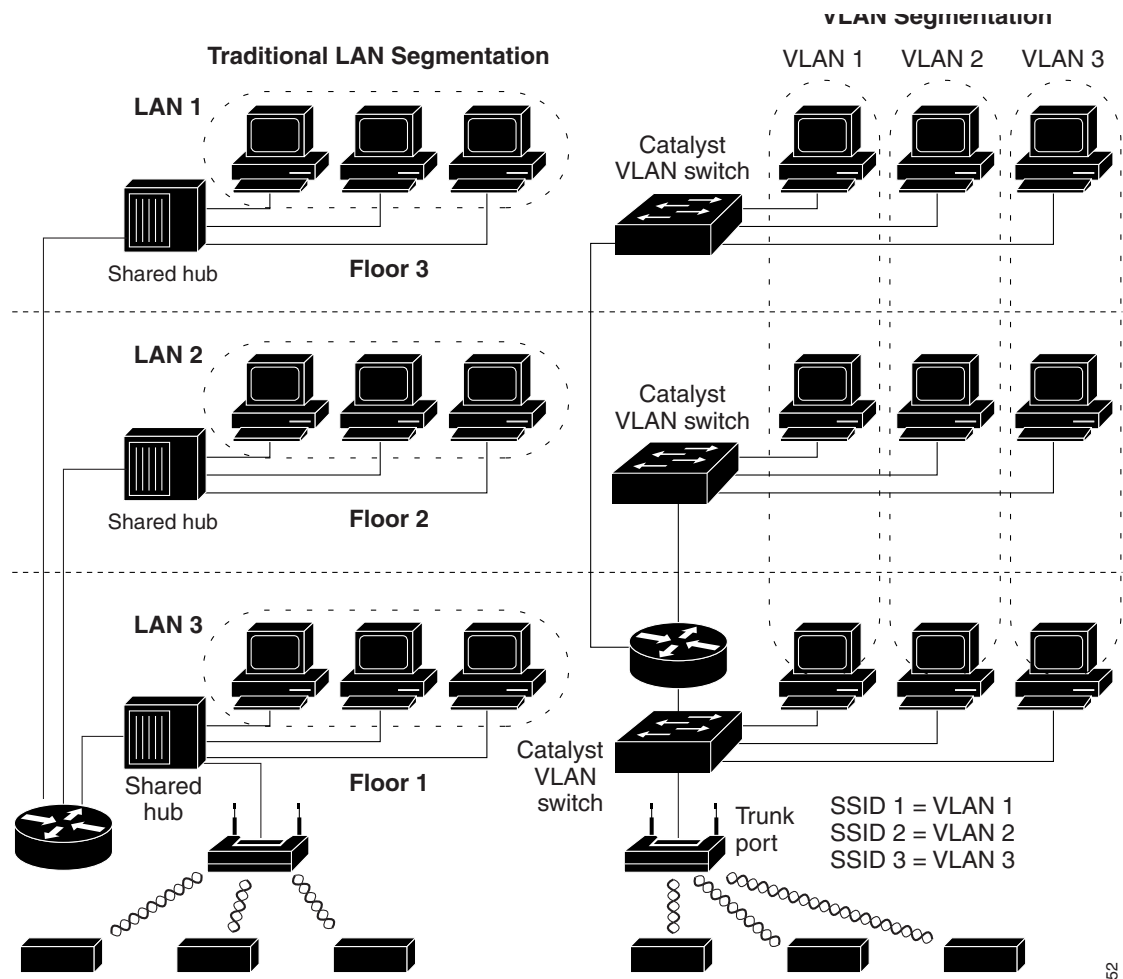 VLAN Segmentation
Traditional LAN Segmentation
VLAN 1 VLAN 2 VLAN 3
LAN 1
Catalyst
VLAN switch
Shared hub
Floor 3
LAN 2
Catalyst
VLAN switch
Shared hub
Floor 2
LAN 3
Shared
hub
Floor 1
Catalyst
VLAN
switch
Trunk
port
SSID 1 = VLAN 1
SSID 2 = VLAN 2
SSID 3 = VLAN 3
52